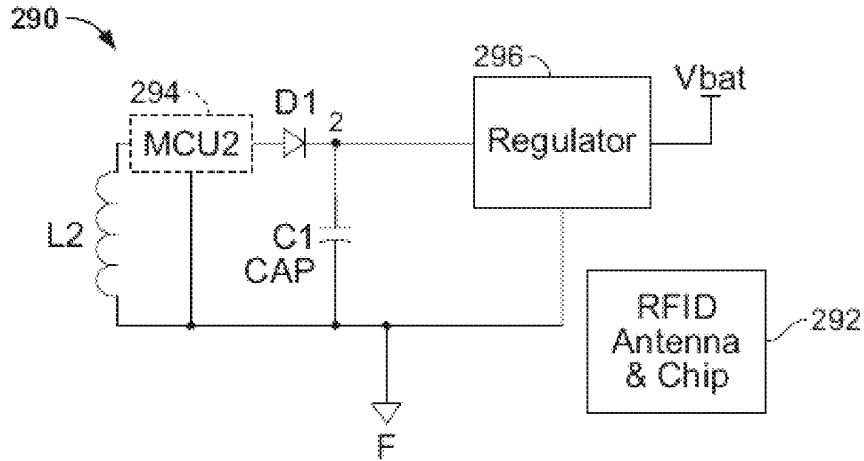 290
294
MCU2
D1
2
296
Regulator
Vbat
L2
C1
CAP
RFID
Antenna
& Chip
292
F